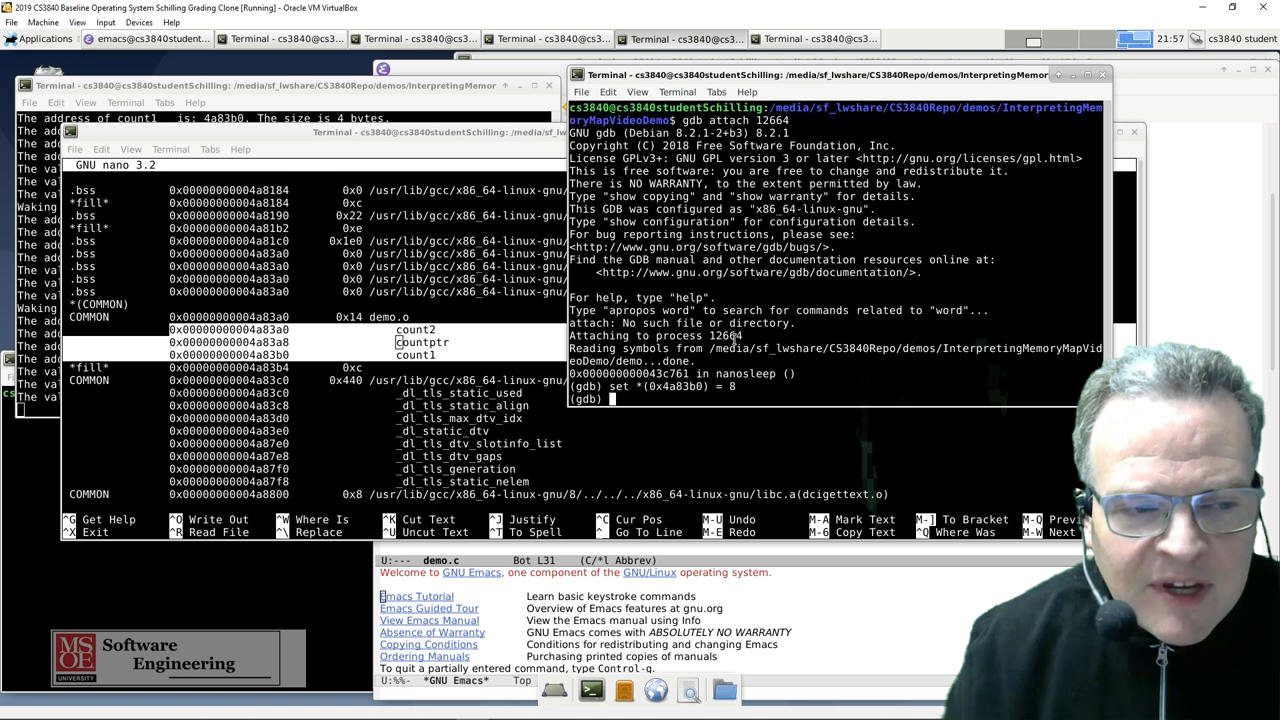 2019 CS3840 Baseline Operating System Schilling Grading Clone [Running] - Oracle VM VirtualBox
File Machine View Input Devices Help
Applications emacs@cs3840student... Terminal - cs3840@cs3... Terminal - cs3840@cs3... Terminal - cs3840@cs3... Terminal - cs3840@cs3... Terminal - cs3840@cs3... 21:57 cs3840 student
Terminal - cs3840@cs3840studentSchilling: /media/sf_lwshare/CS3840Repo/demos/InterpretingMemor
File Edit View Terminal Tabs Help
The address of count1 is: 4a83b0. The size is 4 bytes.
Terminal - cs3840@cs3840studentSchilling: /media/sf_lws
File Edit View Terminal Tabs Help
GNU nano 3.2
.bss 0x00000000004a8184 0x0 /usr/lib/gcc/x86_64-linux-gnu/
*fill* 0x00000000004a8184 0xc
.bss 0x00000000004a8190 0x22 /usr/lib/gcc/x86_64-linux-gnu/
*fill* 0x00000000004a81b2 0xe
.bss 0x00000000004a81c0 0x1e0 /usr/lib/gcc/x86_64-linux-gnu/
.bss 0x00000000004a83a0 0x0 /usr/lib/gcc/x86_64-linux-gnu/
.bss 0x00000000004a83a0 0x0 /usr/lib/gcc/x86_64-linux-gnu/
.bss 0x00000000004a83a0 0x0 /usr/lib/gcc/x86_64-linux-gnu/
.bss 0x00000000004a83a0 0x0 /usr/lib/gcc/x86_64-linux-gnu/
*(COMMON)
COMMON 0x00000000004a83a0 0x14 demo.o
0x00000000004a83a0 count2
0x00000000004a83a8 countptr
0x00000000004a83b0 count1
*fill* 0x00000000004a83b4 0xc
COMMON 0x00000000004a83c0 0x440 /usr/lib/gcc/x86_64-linux-gnu/
0x00000000004a83c0 _dl_tls_static_used
0x00000000004a83c8 _dl_tls_static_align
0x00000000004a83d0 _dl_tls_max_dtv_idx
0x00000000004a83d8 _dl_static_dtv
0x00000000004a87e0 _dl_tls_dtv_slotinfo_list
0x00000000004a87e8 _dl_tls_dtv_gaps
0x00000000004a87f0 _dl_tls_generation
0x00000000004a87f8 _dl_tls_static_nelem
COMMON 0x00000000004a8800 0x8 /usr/lib/gcc/x86_64-linux-gnu/8/../../../x86_64-linux-gnu/libc.a(dcigettext.o)
^G Get Help ^O Write Out ^W Where Is ^K Cut Text ^J Justify ^C Cur Pos M-U Undo M-A Mark Text M-] To Bracket M-Q Previ
^X Exit ^R Read File ^\ Replace ^U Uncut Text ^T To Spell ^_ Go To Line M-E Redo M-6 Copy Text ^Q Where Was M-W Next
Terminal - cs3840@cs3840studentSchilling: /media/sf_lwshare/CS3840Repo/demos/InterpretingMemor
File Edit View Terminal Tabs Help
cs3840@cs3840studentSchilling:/media/sf_lwshare/CS3840Repo/demos/InterpretingMem
oryMapVideoDemo$ gdb attach 12664
GNU gdb (Debian 8.2.1-2+b3) 8.2.1
Copyright (C) 2018 Free Software Foundation, Inc.
License GPLv3+: GNU GPL version 3 or later <http://gnu.org/licenses/gpl.html>
This is free software: you are free to change and redistribute it.
There is NO WARRANTY, to the extent permitted by law.
Type "show copying" and "show warranty" for details.
This GDB was configured as "x86_64-linux-gnu".
Type "show configuration" for configuration details.
For bug reporting instructions, please see:
<http://www.gnu.org/software/gdb/bugs/>.
Find the GDB manual and other documentation resources online at:
<http://www.gnu.org/software/gdb/documentation/>.
For help, type "help".
Type "apropos word" to search for commands related to "word"...
attach: No such file or directory.
Attaching to process 12664
Reading symbols from /media/sf_lwshare/CS3840Repo/demos/InterpretingMemoryMapVid
eoDemo/demo...done.
0x000000000043c761 in nanosleep ()
(gdb) set *(0x4a83b0) = 8
(gdb)
U:--- demo.c Bot L31 (C/*l Abbrev)
Welcome to GNU Emacs, one component of the GNU/Linux operating system.
Emacs Tutorial Learn basic keystroke commands
Emacs Guided Tour Overview of Emacs features at gnu.org
View Emacs Manual View the Emacs manual using Info
Absence of Warranty GNU Emacs comes with ABSOLUTELY NO WARRANTY
Copying Conditions Conditions for redistributing and changing Emacs
Ordering Manuals Purchasing printed copies of manuals
To quit a partially entered command, type Control-g.
U:%%- *GNU Emacs* Top
MSOE UNIVERSITY
Software Engineering